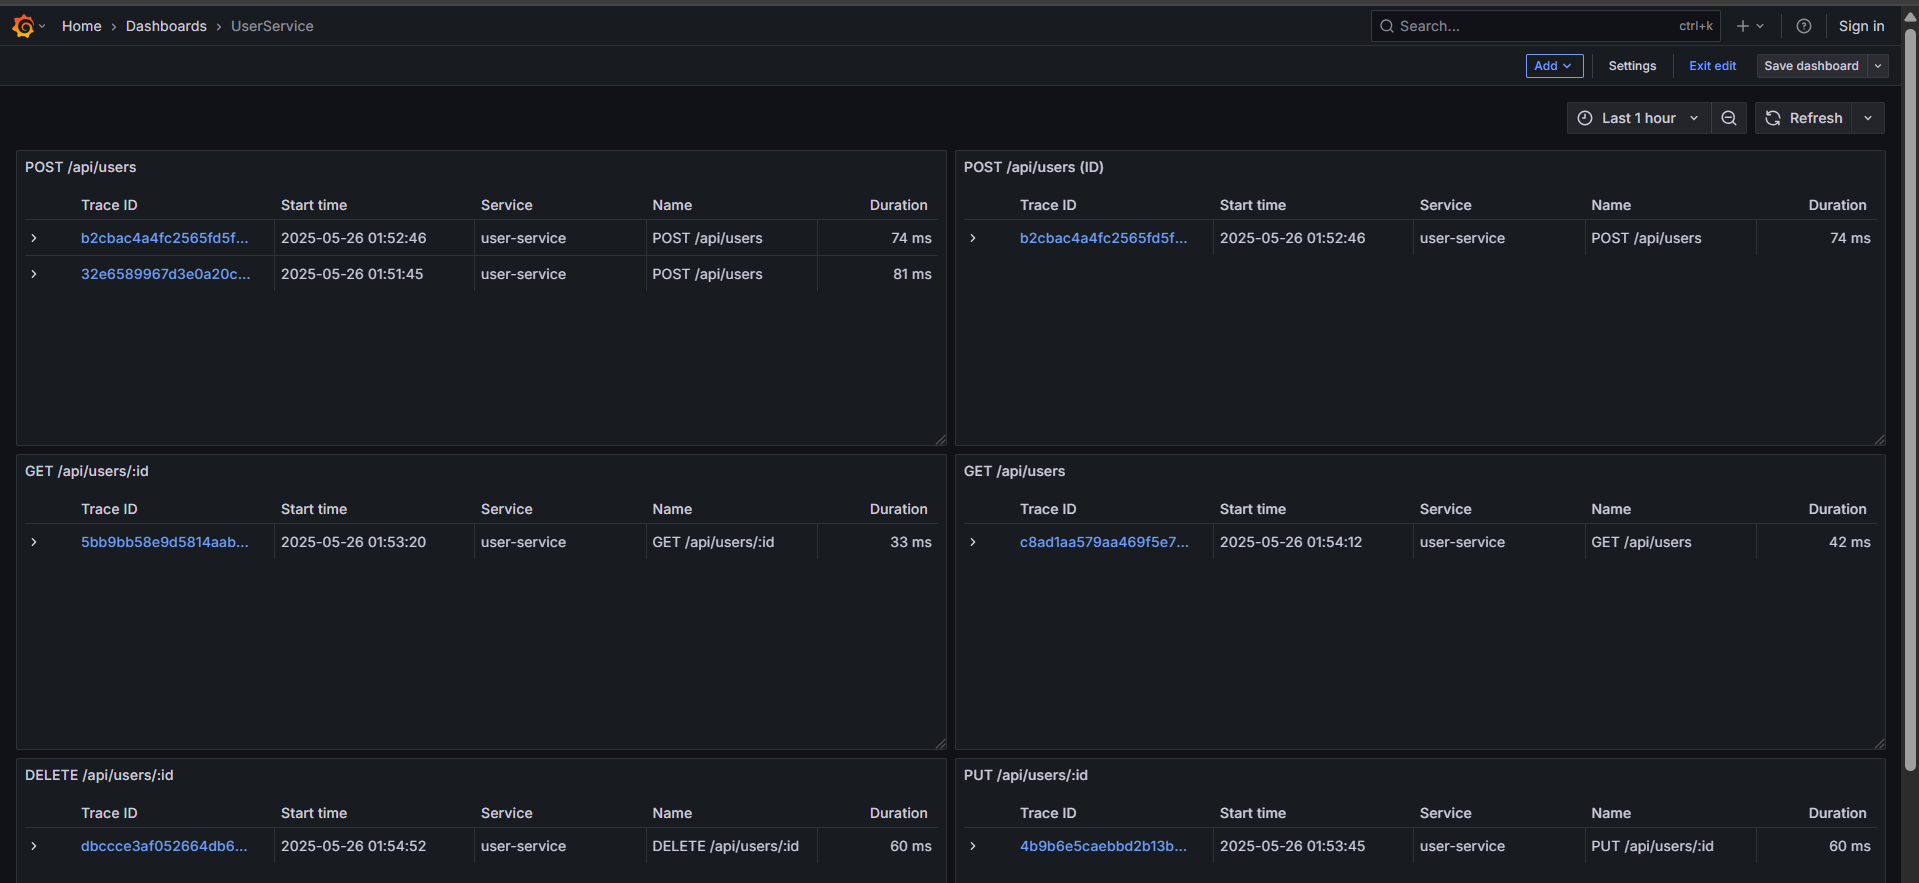 Home › Dashboards › UserService
Search... ctrl+k
Sign in
Add
Settings
Exit edit
Save dashboard
Last 1 hour
Refresh
POST /api/users
Trace ID Start time Service Name Duration
b2cbac4a4fc2565fd5f... 2025-05-26 01:52:46 user-service POST /api/users 74 ms
32e6589967d3e0a20c... 2025-05-26 01:51:45 user-service POST /api/users 81 ms
POST /api/users (ID)
Trace ID Start time Service Name Duration
b2cbac4a4fc2565fd5f... 2025-05-26 01:52:46 user-service POST /api/users 74 ms
GET /api/users/:id
Trace ID Start time Service Name Duration
5bb9bb58e9d5814aab... 2025-05-26 01:53:20 user-service GET /api/users/:id 33 ms
GET /api/users
Trace ID Start time Service Name Duration
c8ad1aa579aa469f5e7... 2025-05-26 01:54:12 user-service GET /api/users 42 ms
DELETE /api/users/:id
Trace ID Start time Service Name Duration
dbccce3af052664db6... 2025-05-26 01:54:52 user-service DELETE /api/users/:id 60 ms
PUT /api/users/:id
Trace ID Start time Service Name Duration
4b9b6e5caebbd2b13b... 2025-05-26 01:53:45 user-service PUT /api/users/:id 60 ms